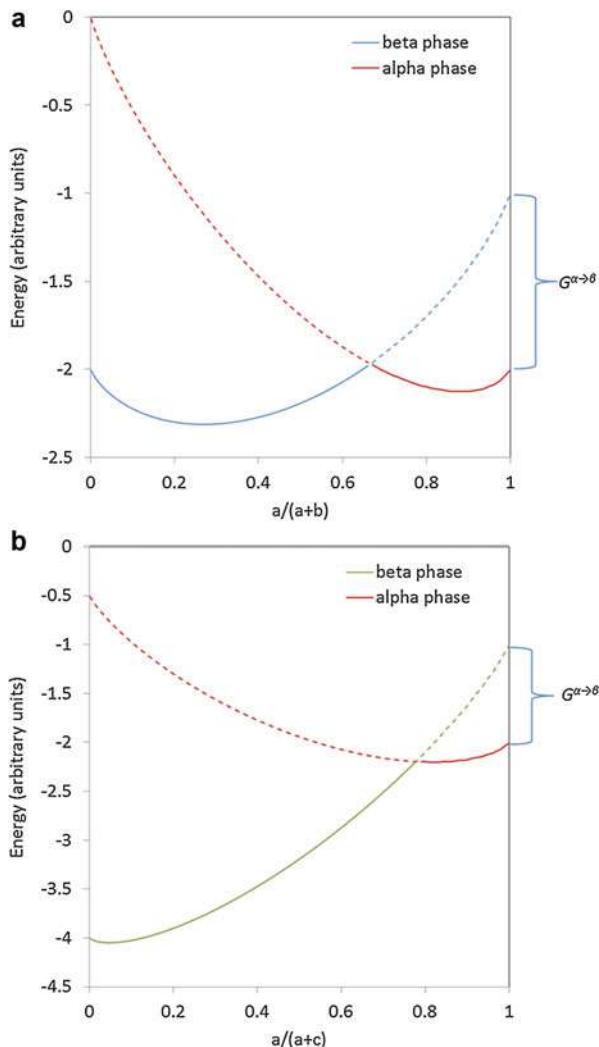 a
0
beta phase
alpha phase
-0.5
-1
-1.5
-2
-2.5
Energy (arbitrary units)
G^α→β
0 0.2 0.4 0.6 0.8 1
a/(a+b)
b
0
beta phase
alpha phase
-0.5
-1
-1.5
-2
-2.5
-3
-3.5
-4
-4.5
Energy (arbitrary units)
G^α→β
0 0.2 0.4 0.6 0.8 1
a/(a+c)